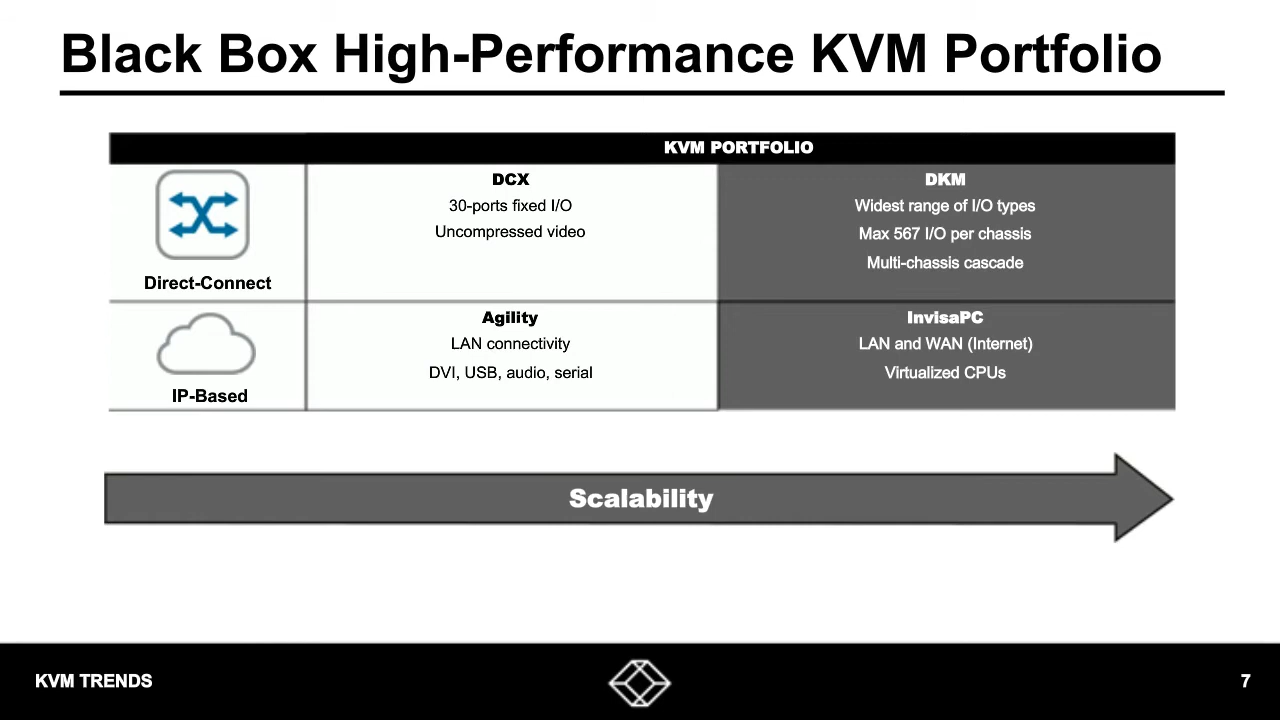 Black Box High-Performance KVM Portfolio
KVM PORTFOLIO
Direct-Connect
DCX
30-ports fixed I/O
Uncompressed video
DKM
Widest range of I/O types
Max 567 I/O per chassis
Multi-chassis cascade
IP-Based
Agility
LAN connectivity
DVI, USB, audio, serial
InvisaPC
LAN and WAN (Internet)
Virtualized CPUs
Scalability
KVM TRENDS
7